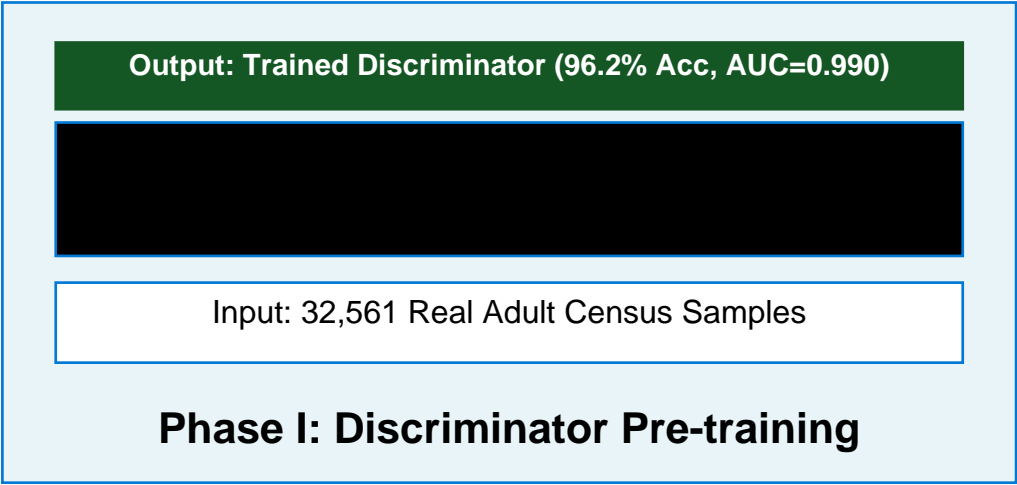 Output: Trained Discriminator (96.2% Acc, AUC=0.990)
Input: 32,561 Real Adult Census Samples
Phase I: Discriminator Pre-training